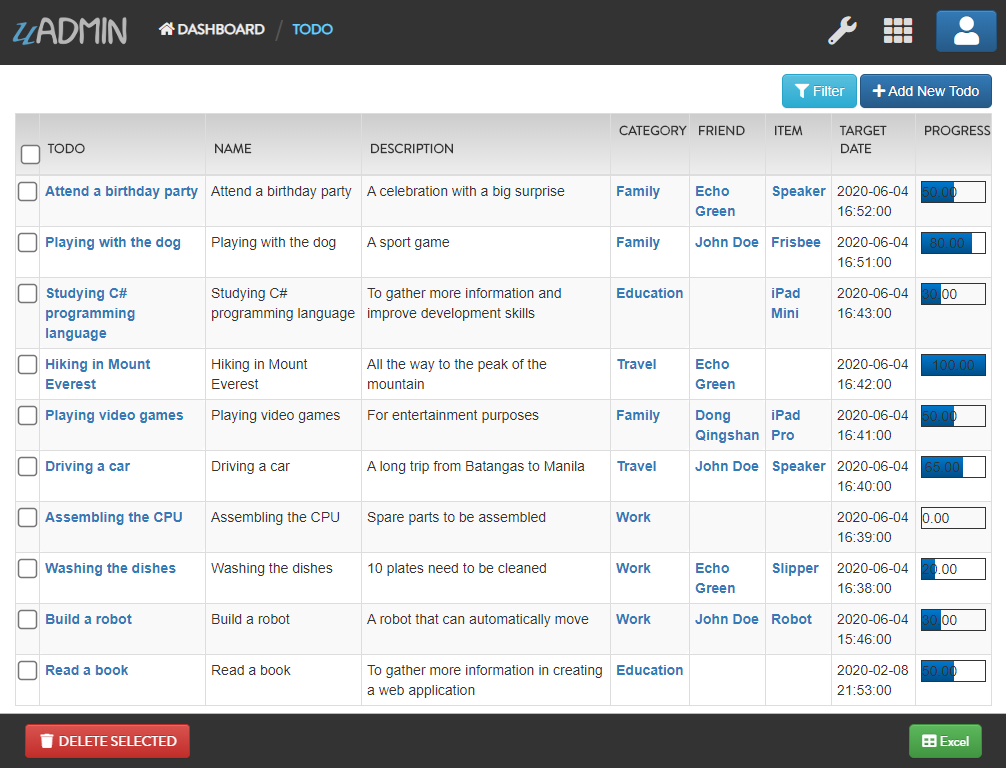 uADMIN DASHBOARD / TODO
Filter Add New Todo
TODO NAME DESCRIPTION CATEGORY FRIEND ITEM TARGET DATE PROGRESS
Attend a birthday party Attend a birthday party A celebration with a big surprise Family Echo Green Speaker 2020-06-04 16:52:00 50.00
Playing with the dog Playing with the dog A sport game Family John Doe Frisbee 2020-06-04 16:51:00 80.00
Studying C# programming language Studying C# programming language To gather more information and improve development skills Education iPad Mini 2020-06-04 16:43:00 30.00
Hiking in Mount Everest Hiking in Mount Everest All the way to the peak of the mountain Travel Echo Green 2020-06-04 16:42:00 100.00
Playing video games Playing video games For entertainment purposes Family Dong Qingshan iPad Pro 2020-06-04 16:41:00 50.00
Driving a car Driving a car A long trip from Batangas to Manila Travel John Doe Speaker 2020-06-04 16:40:00 65.00
Assembling the CPU Assembling the CPU Spare parts to be assembled Work 2020-06-04 16:39:00 0.00
Washing the dishes Washing the dishes 10 plates need to be cleaned Work Echo Green Slipper 2020-06-04 16:38:00 20.00
Build a robot Build a robot A robot that can automatically move Work John Doe Robot 2020-06-04 15:46:00 30.00
Read a book Read a book To gather more information in creating a web application Education 2020-02-08 21:53:00 50.00
DELETE SELECTED Excel